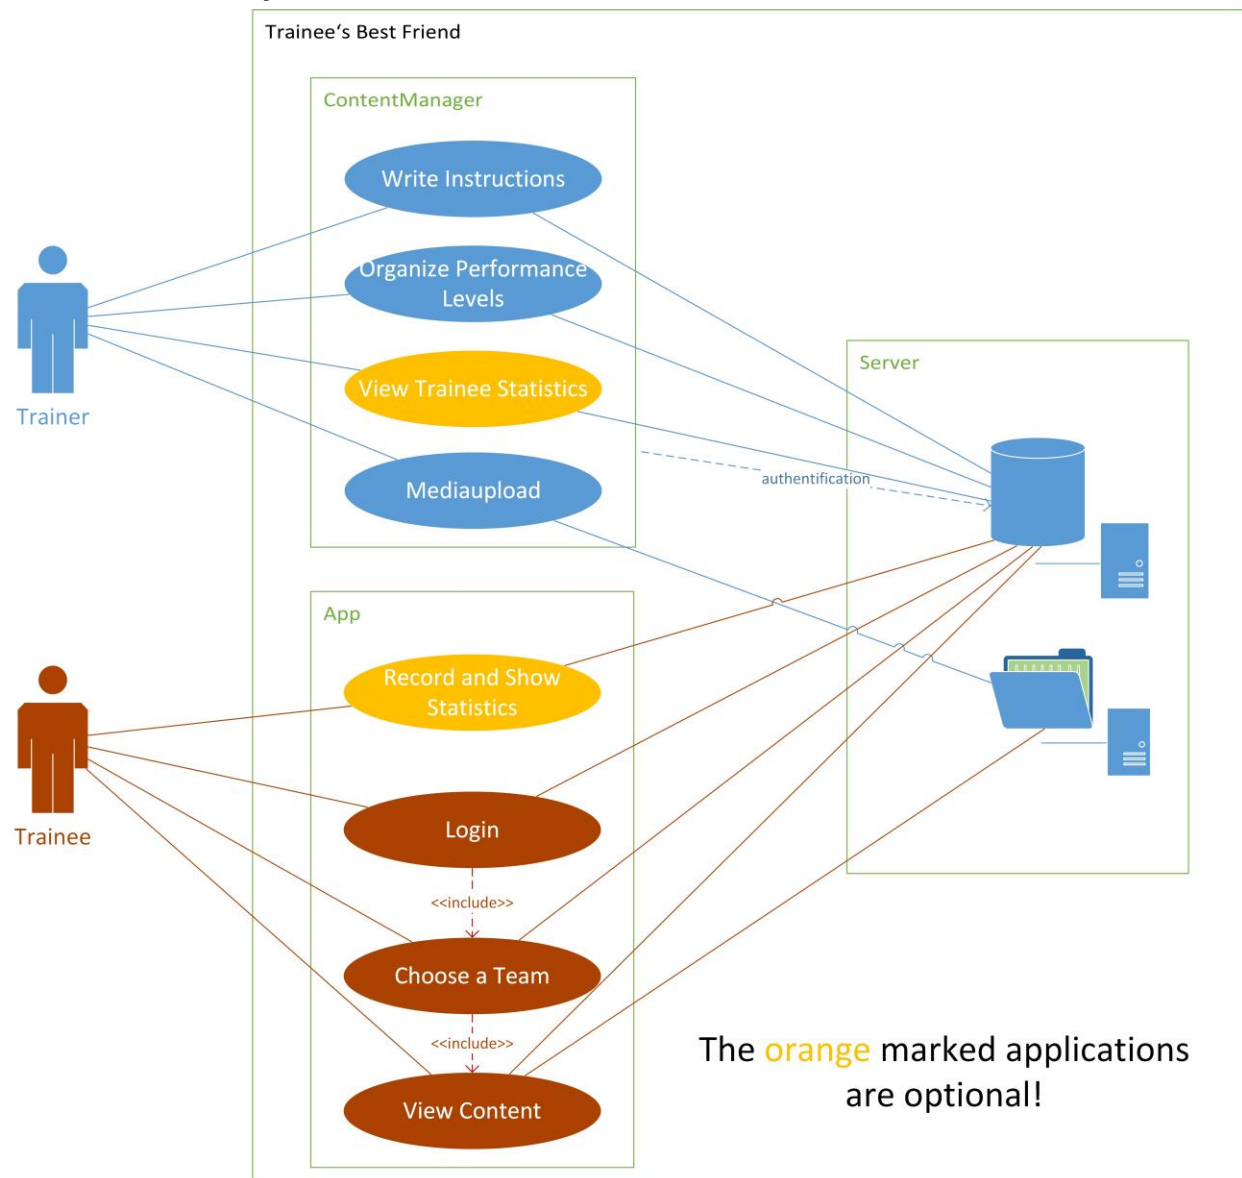 Trainee‘s Best Friend
ContentManager
Write Instructions
Organize Performance
Levels
View Trainee Statistics
Mediaupload
Trainer
Server
authentification
App
Record and Show
Statistics
Login
<<include>>
Choose a Team
<<include>>
View Content
Trainee
The orange marked applications
are optional!